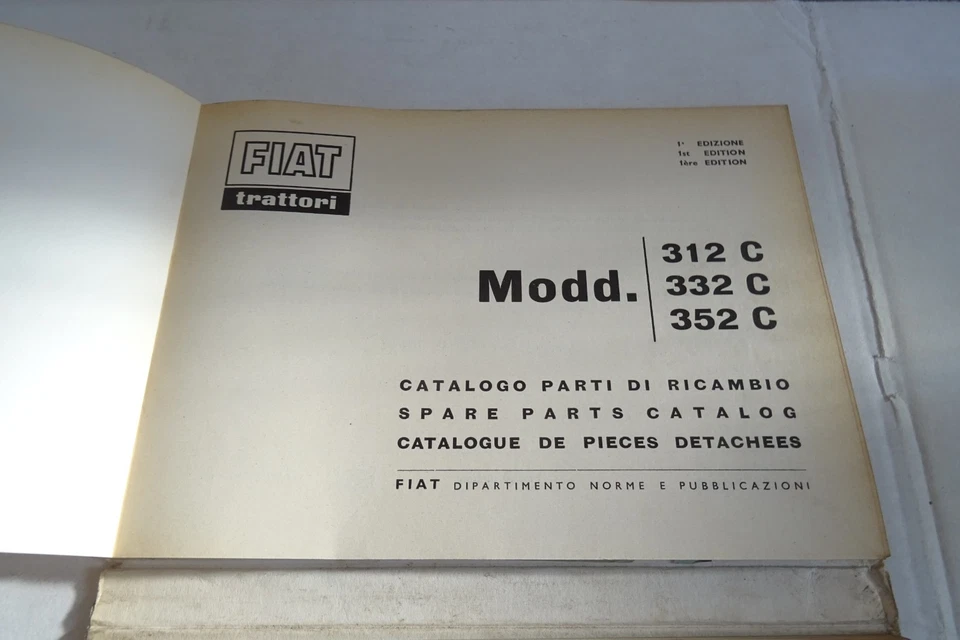 FIAT
trattori
1ª EDIZIONE
1st EDITION
1ère EDITION
Modd.
312 C
332 C
352 C
CATALOGO PARTI DI RICAMBIO
SPARE PARTS CATALOG
CATALOGUE DE PIECES DETACHEES
FIAT DIPARTIMENTO NORME E PUBBLICAZIONI